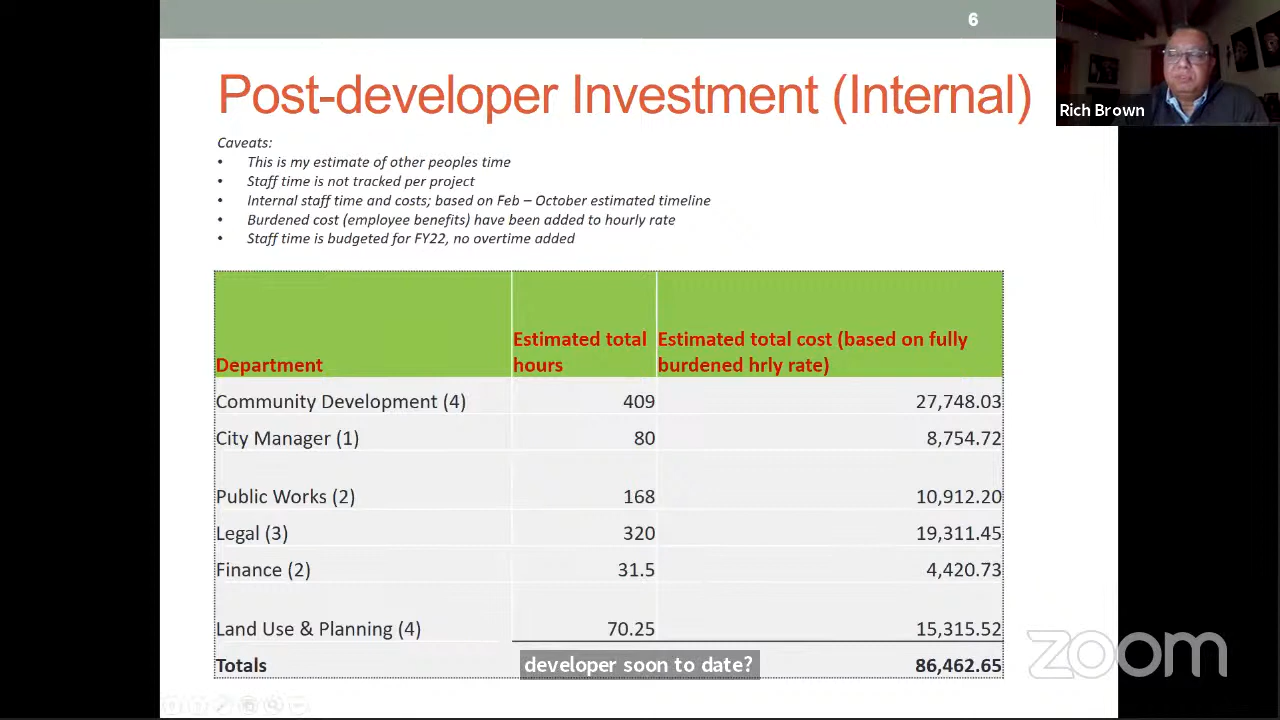 6
Post-developer Investment (Internal)
Rich Brown
Caveats:
• This is my estimate of other peoples time
• Staff time is not tracked per project
• Internal staff time and costs; based on Feb – October estimated timeline
• Burdened cost (employee benefits) have been added to hourly rate
• Staff time is budgeted for FY22, no overtime added
Department
Estimated total
hours
Estimated total cost (based on fully
burdened hrly rate)
Community Development (4) 409 27,748.03
City Manager (1) 80 8,754.72
Public Works (2) 168 10,912.20
Legal (3) 320 19,311.45
Finance (2) 31.5 4,420.73
Land Use & Planning (4) 70.25 15,315.52
Totals 86,462.65
developer soon to date?
zoom